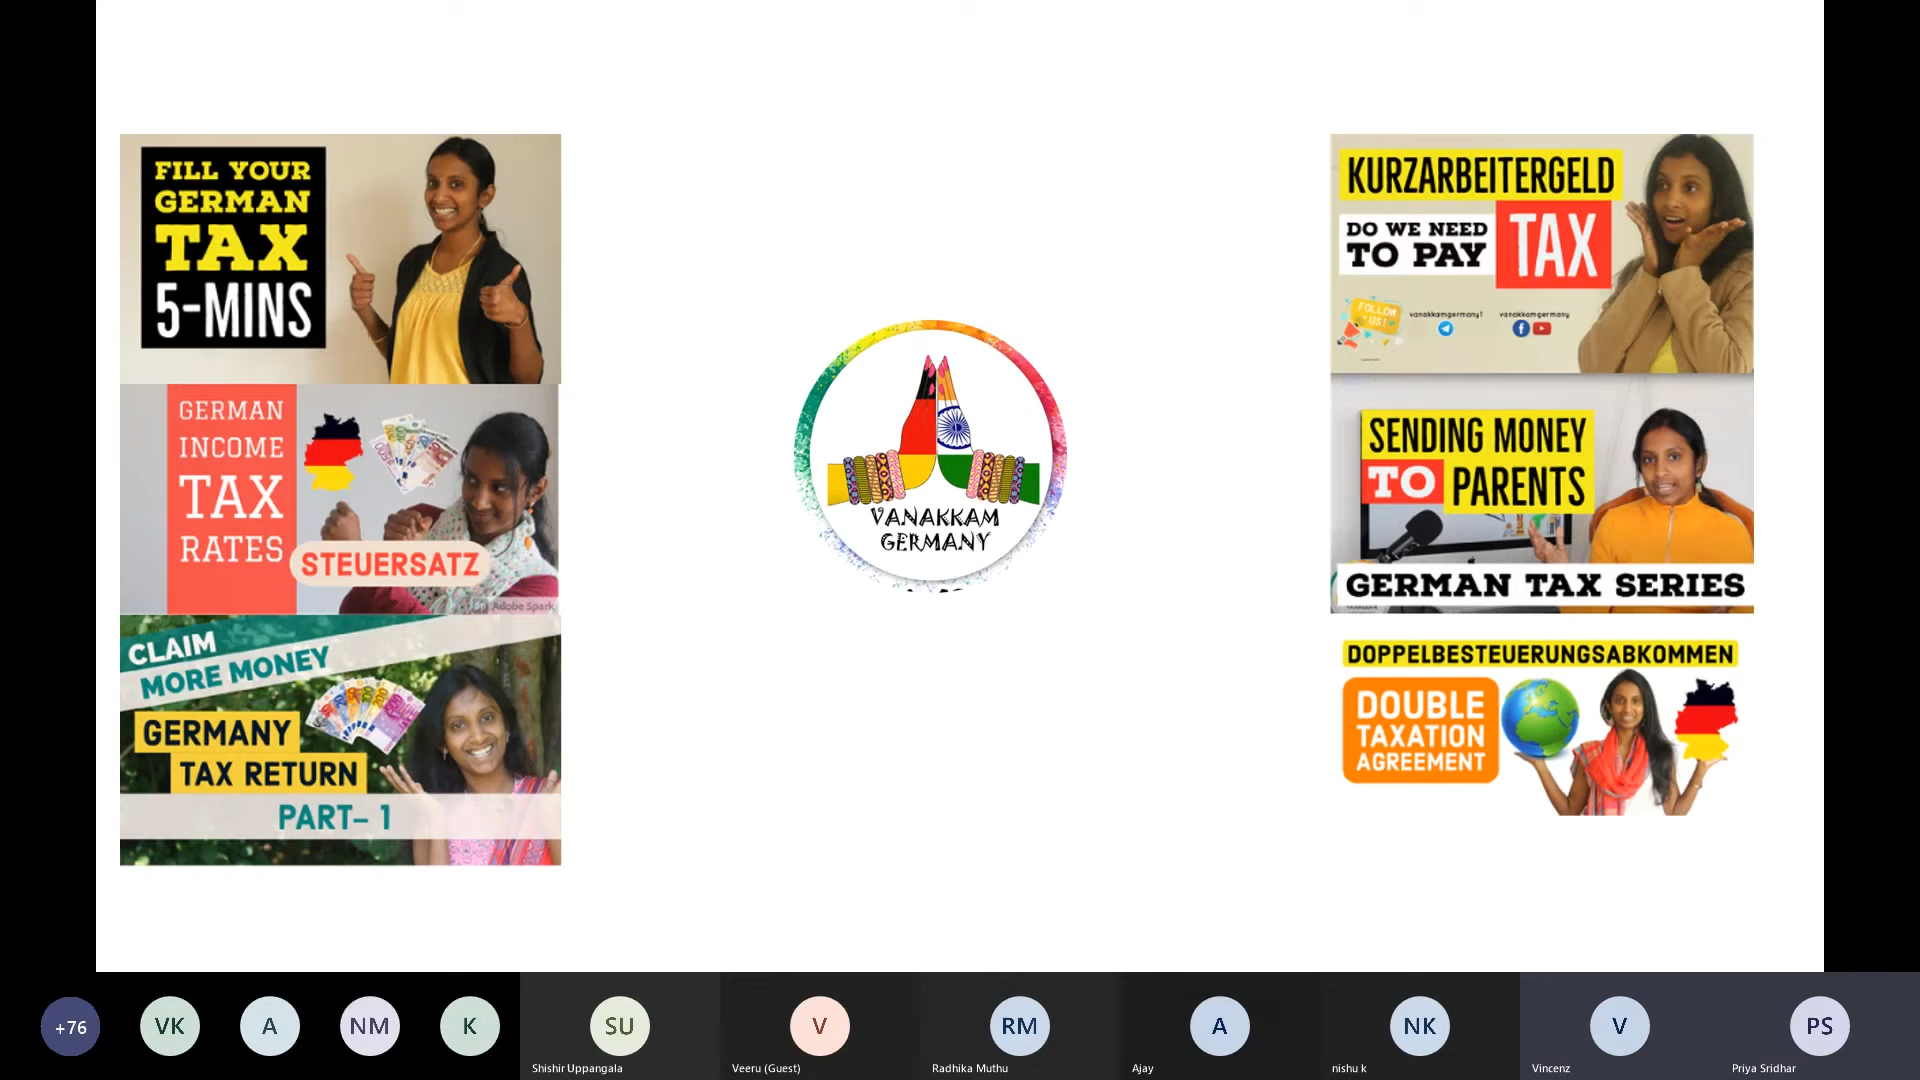 FILL YOUR
GERMAN
TAX
5-MINS
GERMAN
INCOME
TAX
RATES
STEUERSATZ
Adobe Spark
CLAIM
MORE MONEY
GERMANY
TAX RETURN
PART- 1
VANAKKAM
GERMANY
KURZARBEITERGELD
DO WE NEED
TO PAY
TAX
FOLLOW
US!
vanakkamgermany1
vanakkamgermany
SENDING MONEY
TO PARENTS
GERMAN TAX SERIES
DOPPELBESTEUERUNGSABKOMMEN
DOUBLE
TAXATION
AGREEMENT
+76
VK
A
NM
K
SU
V
RM
A
NK
V
PS
Shishir Uppangala
Veeru (Guest)
Radhika Muthu
Ajay
nishu k
Vincenz
Priya Sridhar